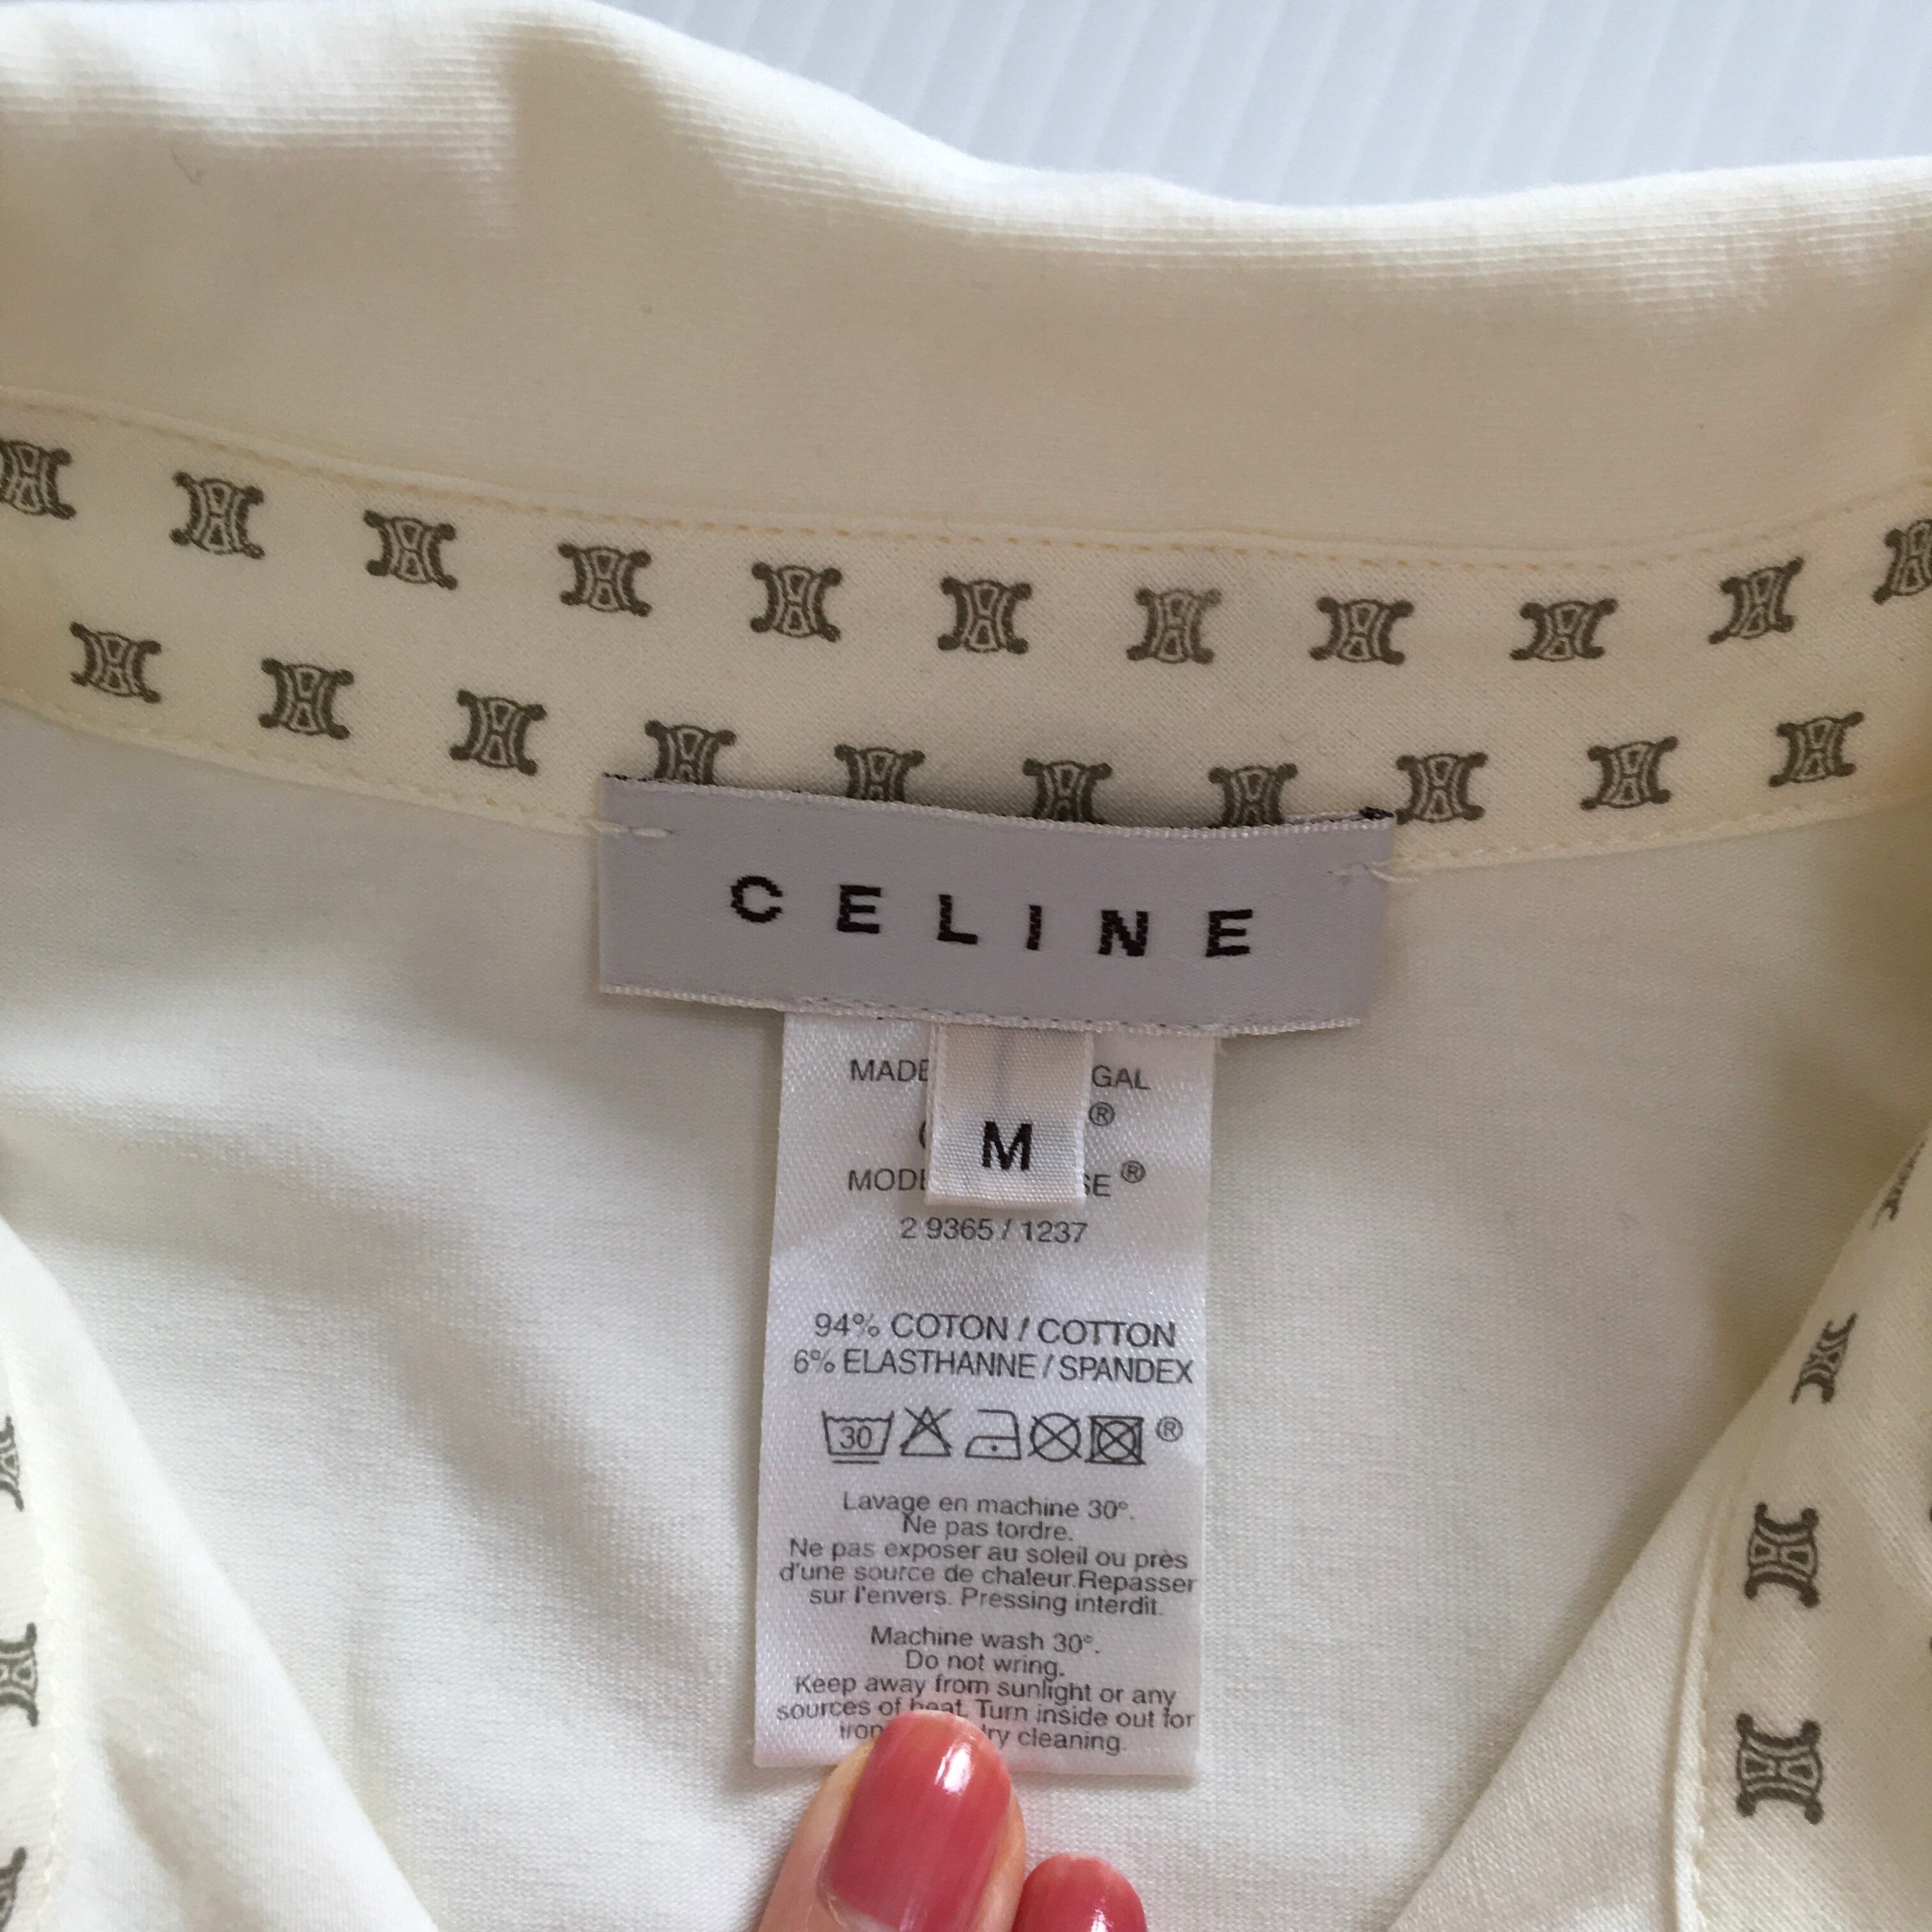 CELINE
MADE GAL
®
M
SE ®
2 9365 / 1237
94% COTON / COTTON
6% ELASTHANNE / SPANDEX
30 ®
Lavage en machine 30°.
Ne pas tordre.
Ne pas exposer au soleil ou près
d'une source de chaleur.Repasser
sur l'envers. Pressing interdit.
Machine wash 30°.
Do not wring.
Keep away from sunlight or any
sources of heat. Turn inside out for
cleaning.